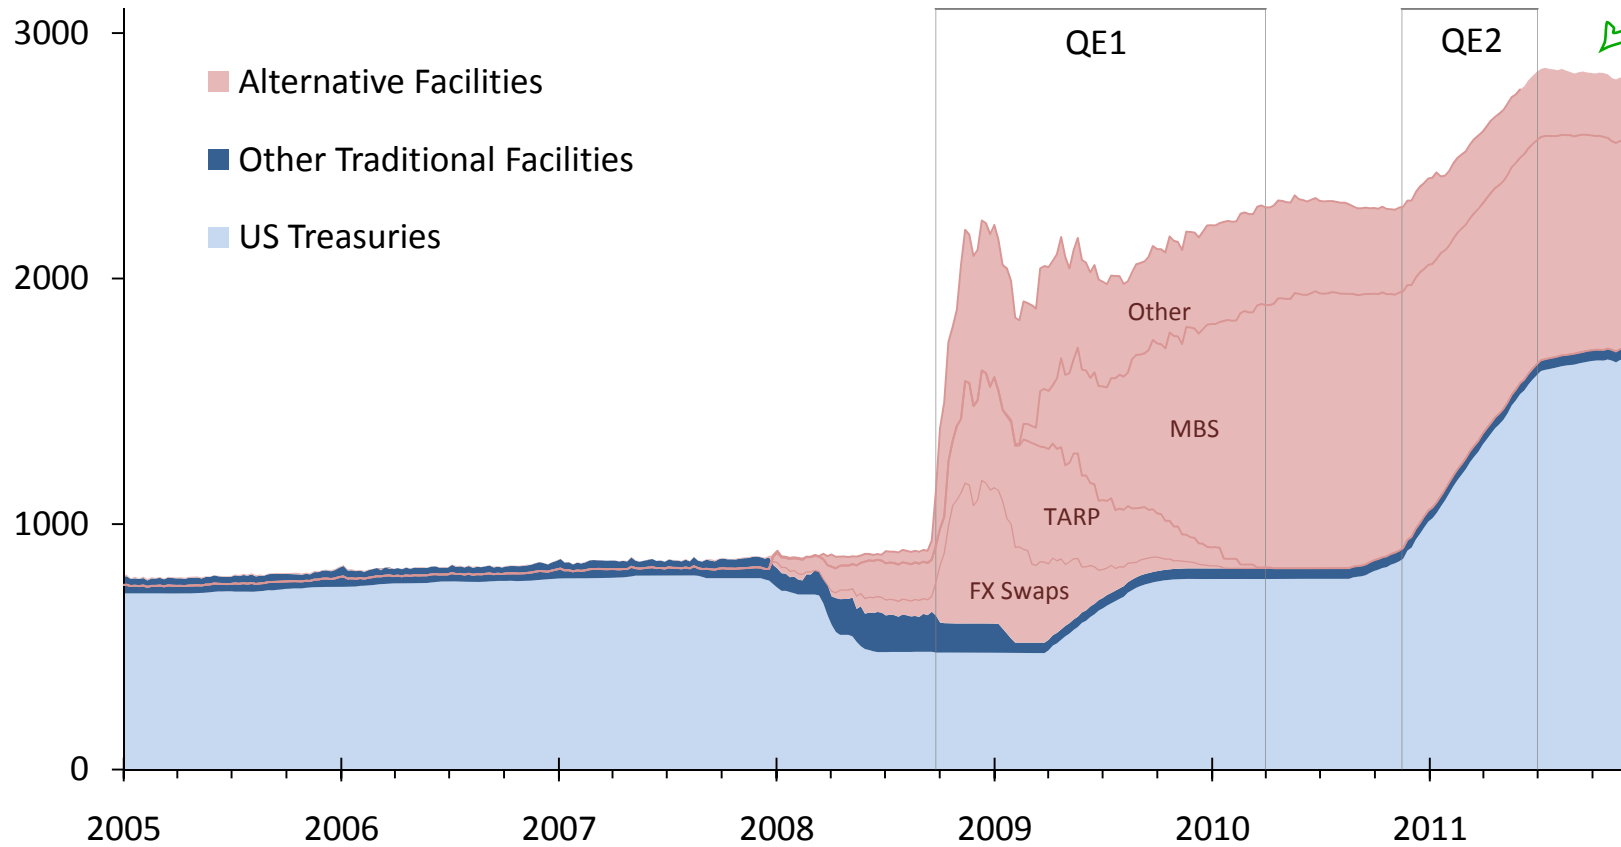 3000
QE1
QE2
Alternative Facilities
Other Traditional Facilities
US Treasuries
2000
Other
MBS
1000
TARP
FX Swaps
0
2005 2006 2007 2008 2009 2010 2011